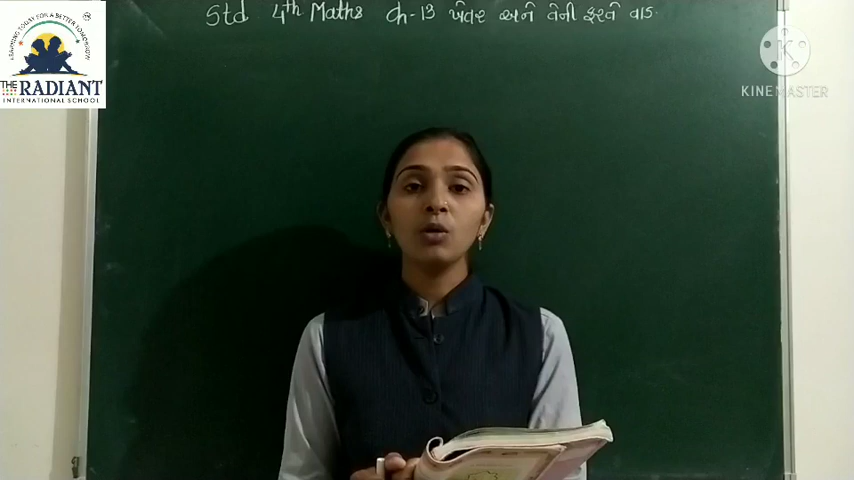 Std 4th Maths Ch-13 ખેતર અને તેની ફરતે વાડ
LEARNING TODAY FOR A BETTER TOMORROW
THE RADIANT
INTERNATIONAL SCHOOL
K
KINEMASTER